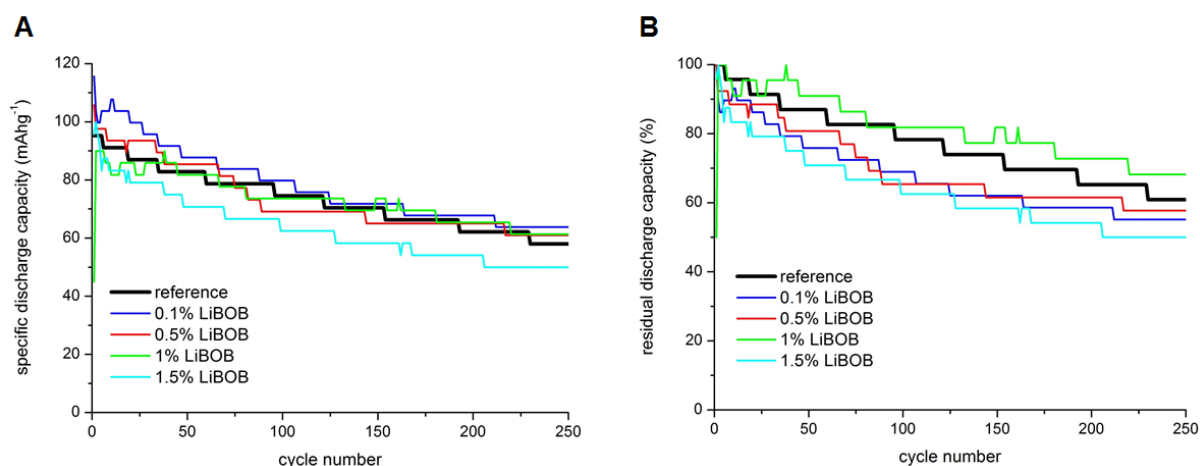 A
B
specific discharge capacity (mAhg⁻¹)
120
100
80
60
40
20
0
0 50 100 150 200 250
cycle number
reference
0.1% LiBOB
0.5% LiBOB
1% LiBOB
1.5% LiBOB
residual discharge capacity (%)
100
80
60
40
20
0
0 50 100 150 200 250
cycle number
reference
0.1% LiBOB
0.5% LiBOB
1% LiBOB
1.5% LiBOB